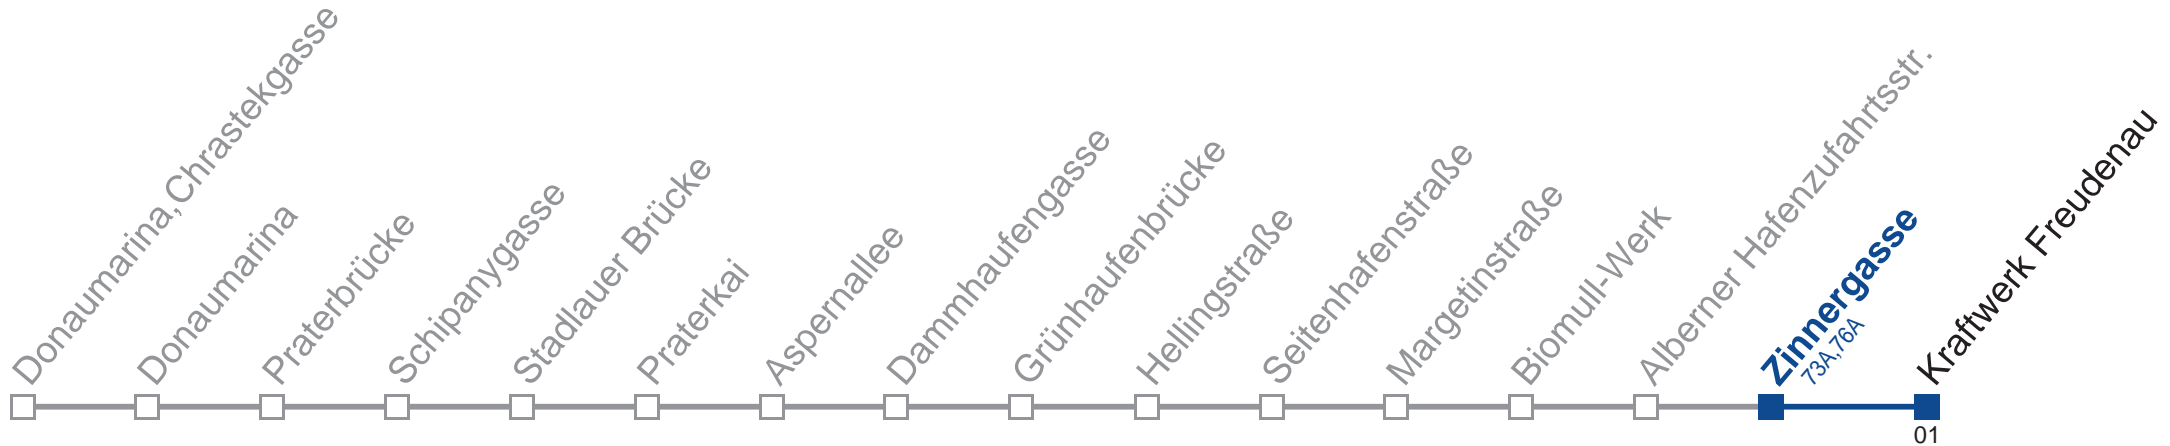 Donaumarina, Chrastekgasse
Donaumarina
Praterbrücke
Schipanygasse
Stadlauer Brücke
Praterkai
Aspernallee
Dammhaufengasse
Grünhaufenbrücke
Hellingstraße
Seitenhafenstraße
Margetinstraße
Biomull-Werk
Alberner Hafenzufahrtsstr.
Zinnergasse
73A,76A
Kraftwerk Freudenau
01